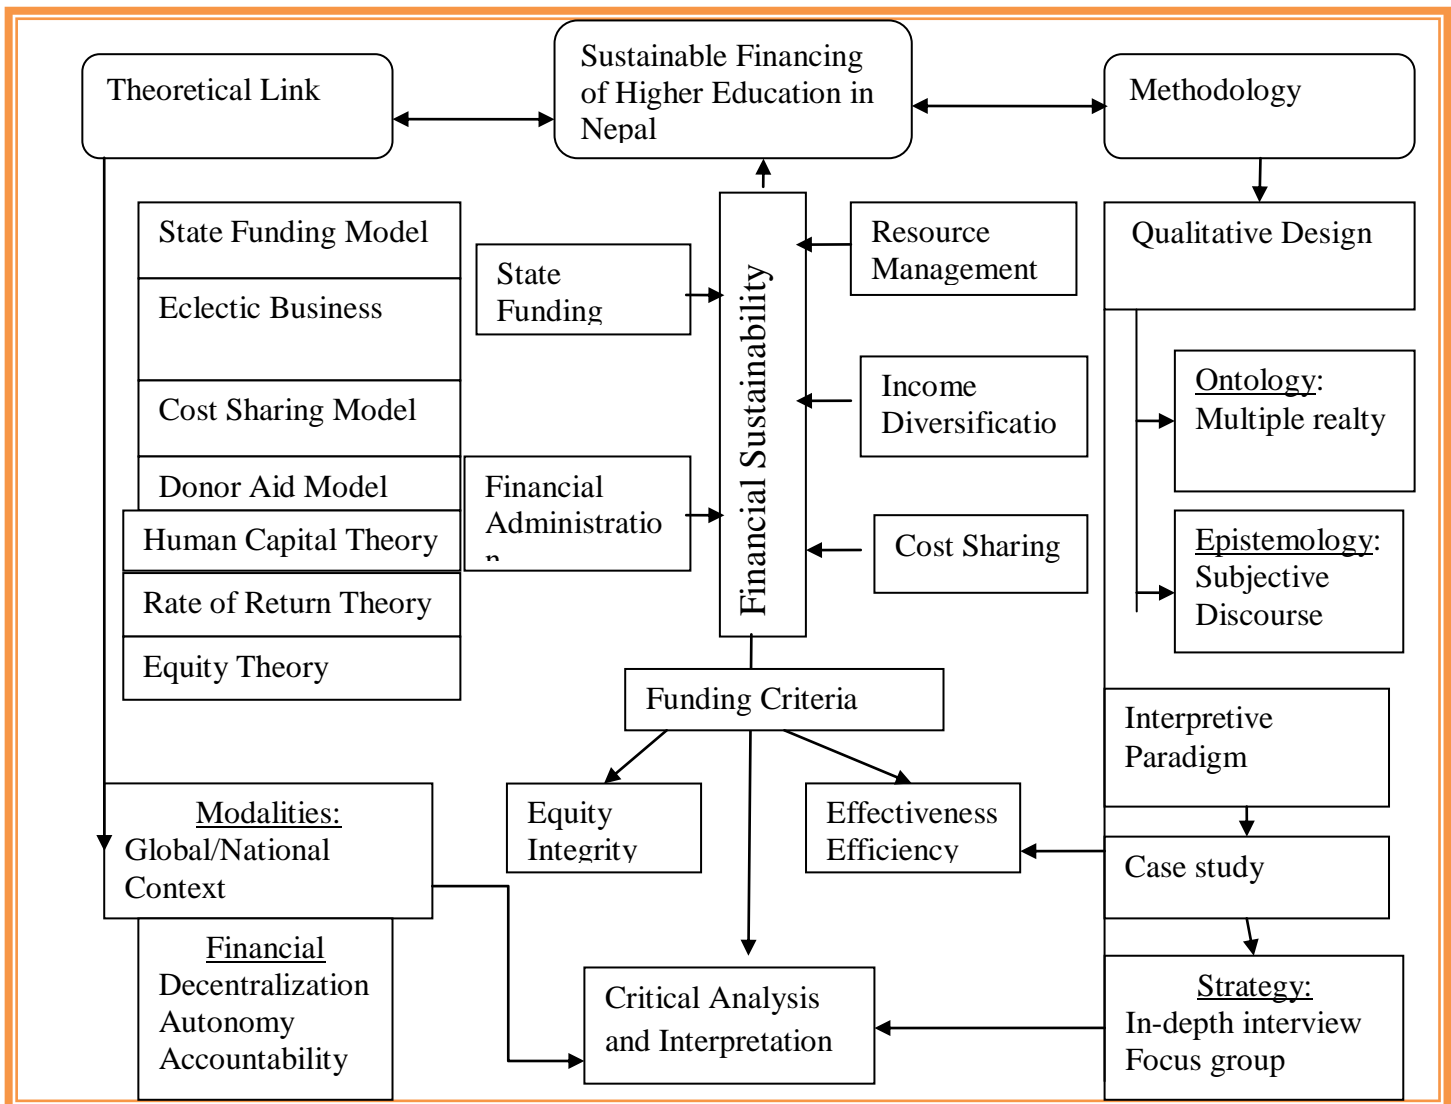 Theoretical Link
Sustainable Financing
of Higher Education in
Nepal
Methodology
State Funding Model
Eclectic Business
Cost Sharing Model
Donor Aid Model
Human Capital Theory
Rate of Return Theory
Equity Theory
State
Funding
Financial
Administratio
n
Financial Sustainability
Resource
Management
Income
Diversificatio
Cost Sharing
Qualitative Design
Ontology:
Multiple realty
Epistemology:
Subjective
Discourse
Funding Criteria
Equity
Integrity
Effectiveness
Efficiency
Interpretive
Paradigm
Case study
Modalities:
Global/National
Context
Financial
Decentralization
Autonomy
Accountability
Critical Analysis
and Interpretation
Strategy:
In-depth interview
Focus group